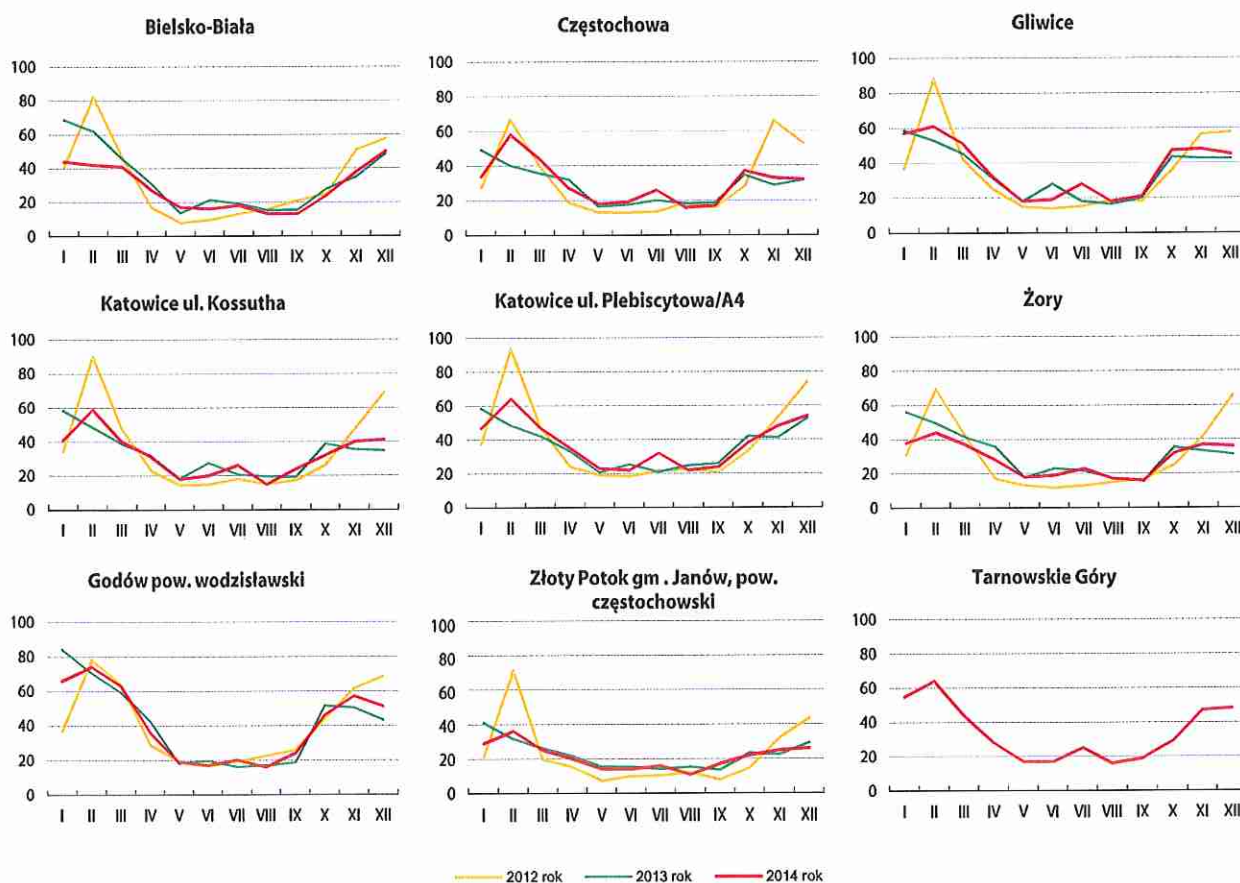 Bielsko-Biała
100
80
60
40
20
0
I II III IV V VI VII VIII IX X XI XII
Częstochowa
100
80
60
40
20
0
I II III IV V VI VII VIII IX X XI XII
Gliwice
100
80
60
40
20
0
I II III IV V VI VII VIII IX X XI XII
Katowice ul. Kossutha
100
80
60
40
20
0
I II III IV V VI VII VIII IX X XI XII
Katowice ul. Plebiscytowa/A4
100
80
60
40
20
0
I II III IV V VI VII VIII IX X XI XII
Żory
100
80
60
40
20
0
I II III IV V VI VII VIII IX X XI XII
Godów pow. wodzisławski
100
80
60
40
20
0
I II III IV V VI VII VIII IX X XI XII
Złoty Potok gm . Janów, pow.
częstochowski
100
80
60
40
20
0
I II III IV V VI VII VIII IX X XI XII
Tarnowskie Góry
100
80
60
40
20
0
I II III IV V VI VII VIII IX X XI XII
2012 rok 2013 rok 2014 rok